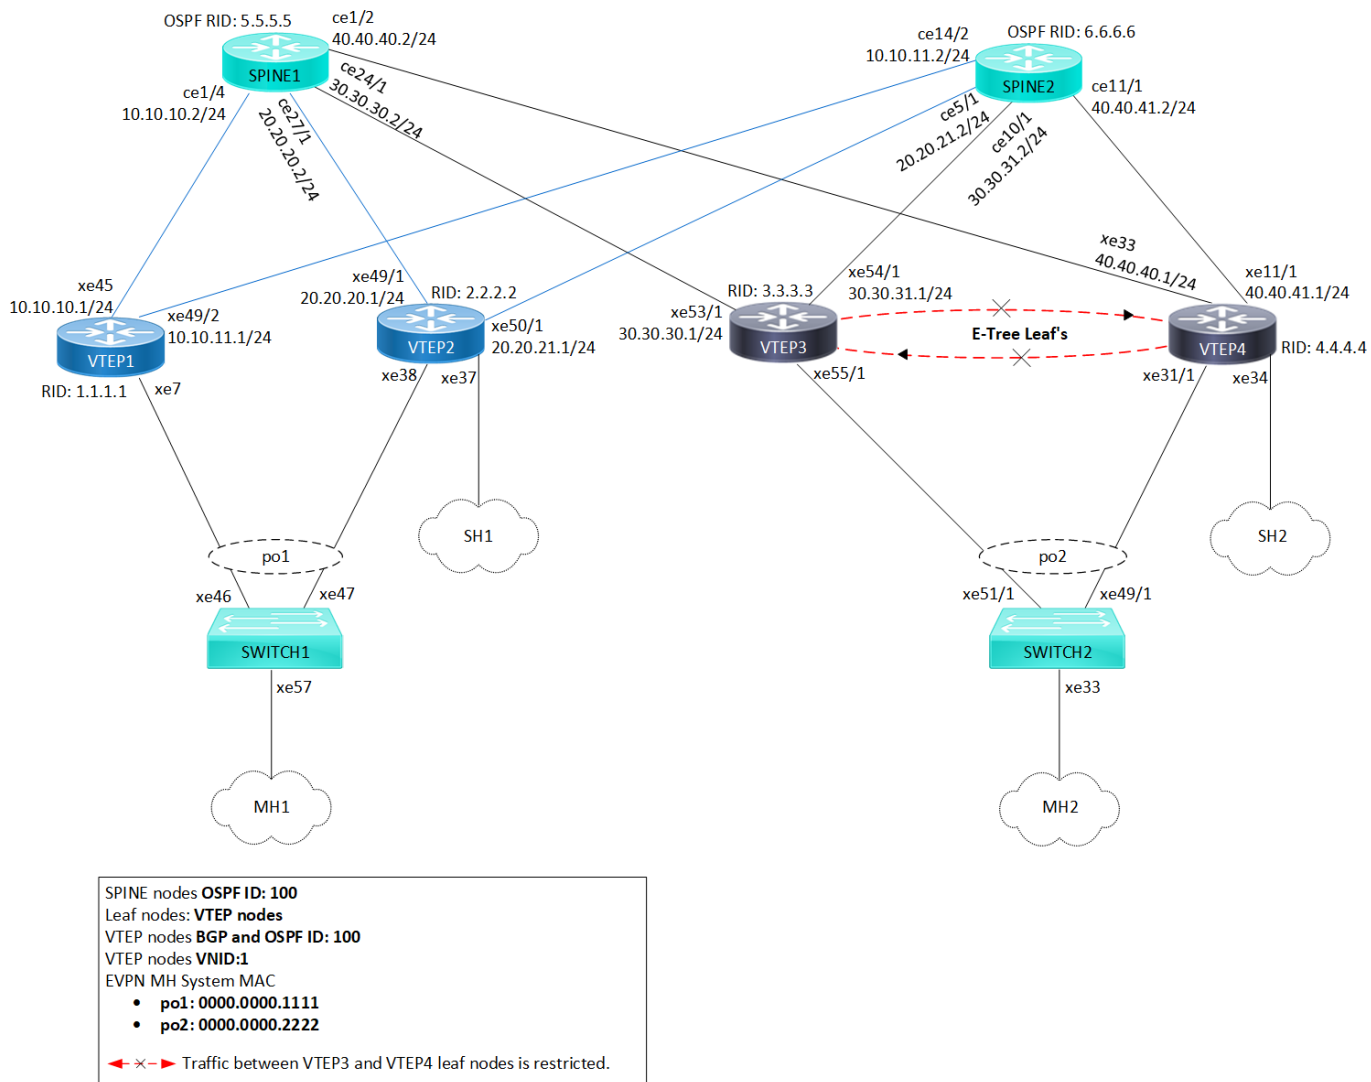 OSPF RID: 5.5.5.5
ce1/2
40.40.40.2/24
SPINE1
ce24/1
30.30.30.2/24
ce1/4
10.10.10.2/24
ce27/1
20.20.20.2/24
ce14/2
10.10.11.2/24
OSPF RID: 6.6.6.6
SPINE2
ce11/1
40.40.41.2/24
ce5/1
20.20.21.2/24
ce10/1
30.30.31.2/24
xe45
10.10.10.1/24
xe49/2
10.10.11.1/24
VTEP1
RID: 1.1.1.1
xe7
xe49/1
20.20.20.1/24
RID: 2.2.2.2
VTEP2
xe50/1
20.20.21.1/24
xe38
xe37
RID: 3.3.3.3
xe53/1
30.30.30.1/24
VTEP3
xe54/1
30.30.31.1/24
xe55/1
E-Tree Leaf's
xe33
40.40.40.1/24
xe11/1
40.40.41.1/24
VTEP4
RID: 4.4.4.4
xe31/1
xe34
SH1
SH2
po1
po2
xe46
xe47
xe51/1
xe49/1
SWITCH1
SWITCH2
xe57
xe33
MH1
MH2
SPINE nodes OSPF ID: 100
Leaf nodes: VTEP nodes
VTEP nodes BGP and OSPF ID: 100
VTEP nodes VNID:1
EVPN MH System MAC
• po1: 0000.0000.1111
• po2: 0000.0000.2222
Traffic between VTEP3 and VTEP4 leaf nodes is restricted.